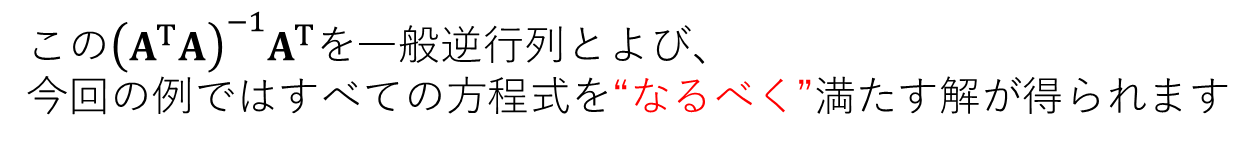 この(AᵀA)⁻¹Aᵀを一般逆行列とよび、
今回の例ではすべての方程式を“なるべく”満たす解が得られます